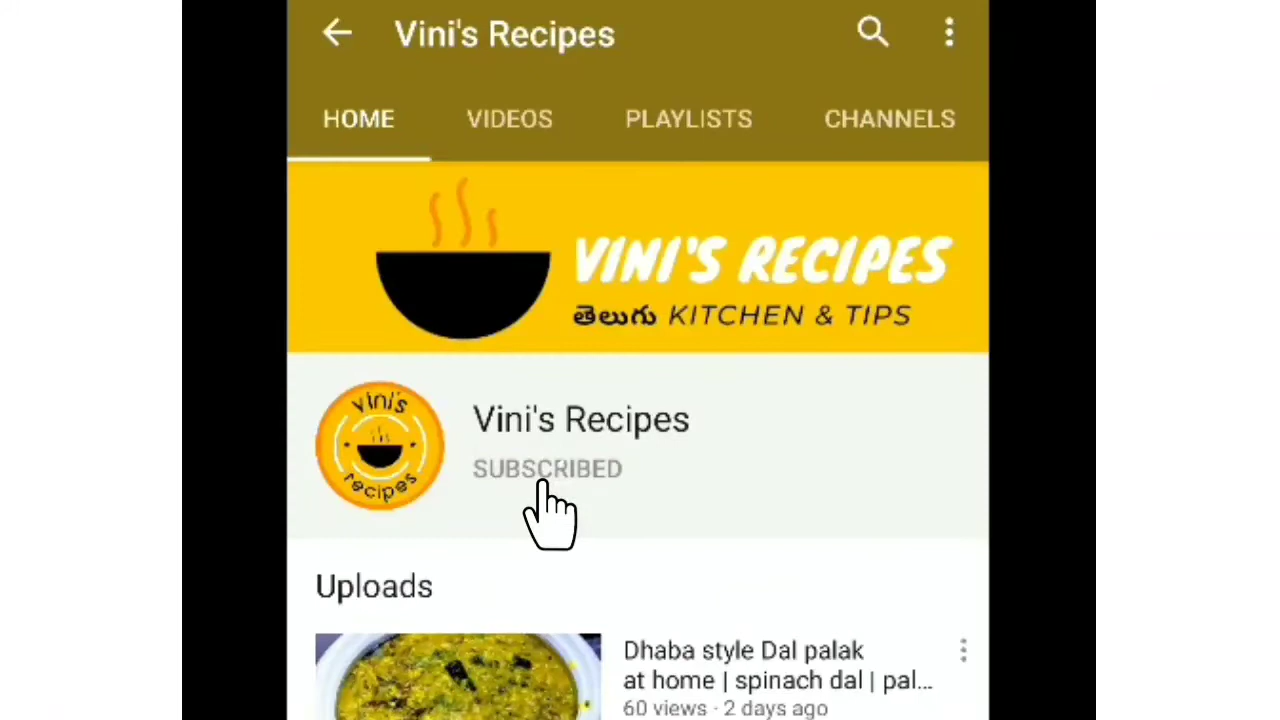 Vini's Recipes
HOME VIDEOS PLAYLISTS CHANNELS
VINI'S RECIPES
తెలుగు KITCHEN & TIPS
vini's
recipes
Vini's Recipes
SUBSCRIBED
Uploads
Dhaba style Dal palak
at home | spinach dal | pal...
60 views · 2 days ago